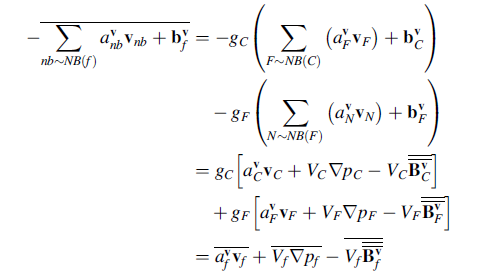 $-\overline{\sum_{nb\sim NB(f)} a^{\mathbf{v}}_{nb}\mathbf{v}_{nb} + \mathbf{b}^{\mathbf{v}}_{f}} = -g_C\left(\sum_{F\sim NB(C)}\left(a^{\mathbf{v}}_{F}\mathbf{v}_{F}\right) + \mathbf{b}^{\mathbf{v}}_{C}\right)$
$- g_F\left(\sum_{N\sim NB(F)}\left(a^{\mathbf{v}}_{N}\mathbf{v}_{N}\right) + \mathbf{b}^{\mathbf{v}}_{F}\right)$
$= g_C\left[a^{\mathbf{v}}_{C}\mathbf{v}_{C} + V_C\nabla p_C - V_C\overline{\overline{\mathbf{B}^{\mathbf{v}}_{C}}}\right]$
$+ g_F\left[a^{\mathbf{v}}_{F}\mathbf{v}_{F} + V_F\nabla p_F - V_F\overline{\overline{\mathbf{B}^{\mathbf{v}}_{F}}}\right]$
$= \overline{a^{\mathbf{v}}_{f}\mathbf{v}_{f}} + \overline{V_f\nabla p_f} - \overline{V_f\overline{\overline{\mathbf{B}^{\mathbf{v}}_{f}}}}$